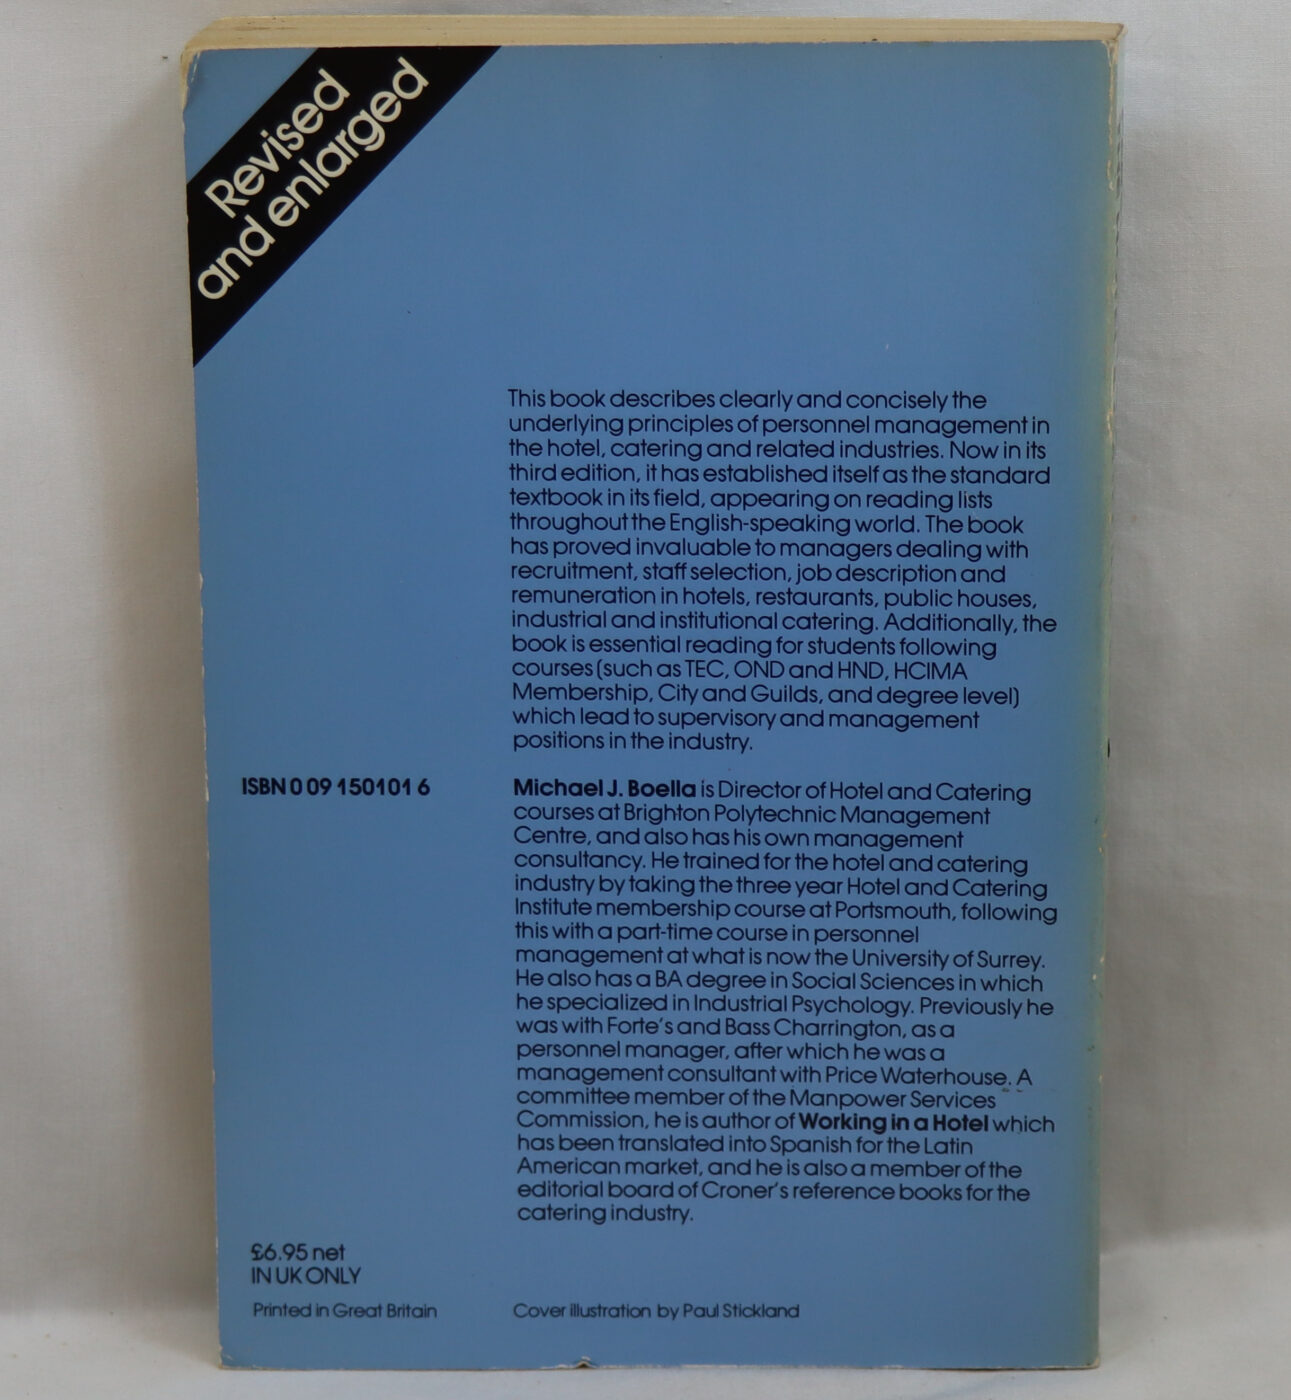 Revised
and enlarged
This book describes clearly and concisely the
underlying principles of personnel management in
the hotel, catering and related industries. Now in its
third edition, it has established itself as the standard
textbook in its field, appearing on reading lists
throughout the English-speaking world. The book
has proved invaluable to managers dealing with
recruitment, staff selection, job description and
remuneration in hotels, restaurants, public houses,
industrial and institutional catering. Additionally, the
book is essential reading for students following
courses (such as TEC, OND and HND, HCIMA
Membership, City and Guilds, and degree level)
which lead to supervisory and management
positions in the industry.
ISBN 0 09 150101 6
Michael J. Boella is Director of Hotel and Catering
courses at Brighton Polytechnic Management
Centre, and also has his own management
consultancy. He trained for the hotel and catering
industry by taking the three year Hotel and Catering
Institute membership course at Portsmouth, following
this with a part-time course in personnel
management at what is now the University of Surrey.
He also has a BA degree in Social Sciences in which
he specialized in Industrial Psychology. Previously he
was with Forte's and Bass Charrington, as a
personnel manager, after which he was a
management consultant with Price Waterhouse. A
committee member of the Manpower Services
Commission, he is author of Working in a Hotel which
has been translated into Spanish for the Latin
American market, and he is also a member of the
editorial board of Croner's reference books for the
catering industry.
£6.95 net
IN UK ONLY
Printed in Great Britain
Cover illustration by Paul Stickland